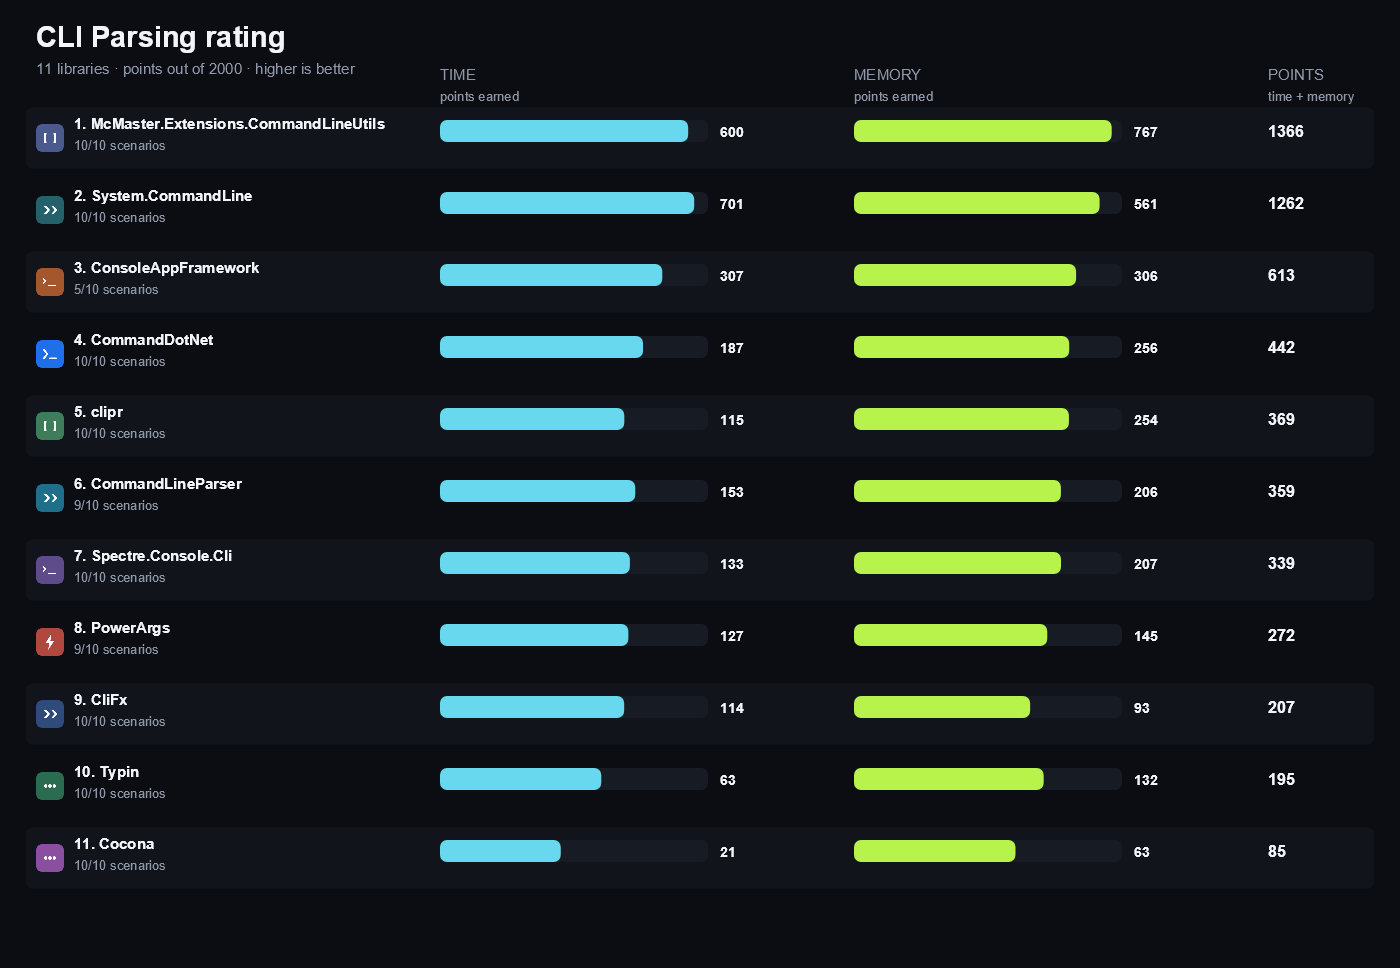 CLI Parsing rating
11 libraries · points out of 2000 · higher is better
TIME
points earned
MEMORY
points earned
POINTS
time + memory
[ ] 1. McMaster.Extensions.CommandLineUtils 600 767 1366
10/10 scenarios
2. System.CommandLine 701 561 1262
10/10 scenarios
3. ConsoleAppFramework 307 306 613
5/10 scenarios
4. CommandDotNet 187 256 442
10/10 scenarios
[ ] 5. clipr 115 254 369
10/10 scenarios
6. CommandLineParser 153 206 359
9/10 scenarios
7. Spectre.Console.Cli 133 207 339
10/10 scenarios
8. PowerArgs 127 145 272
9/10 scenarios
9. CliFx 114 93 207
10/10 scenarios
10. Typin 63 132 195
10/10 scenarios
11. Cocona 21 63 85
10/10 scenarios